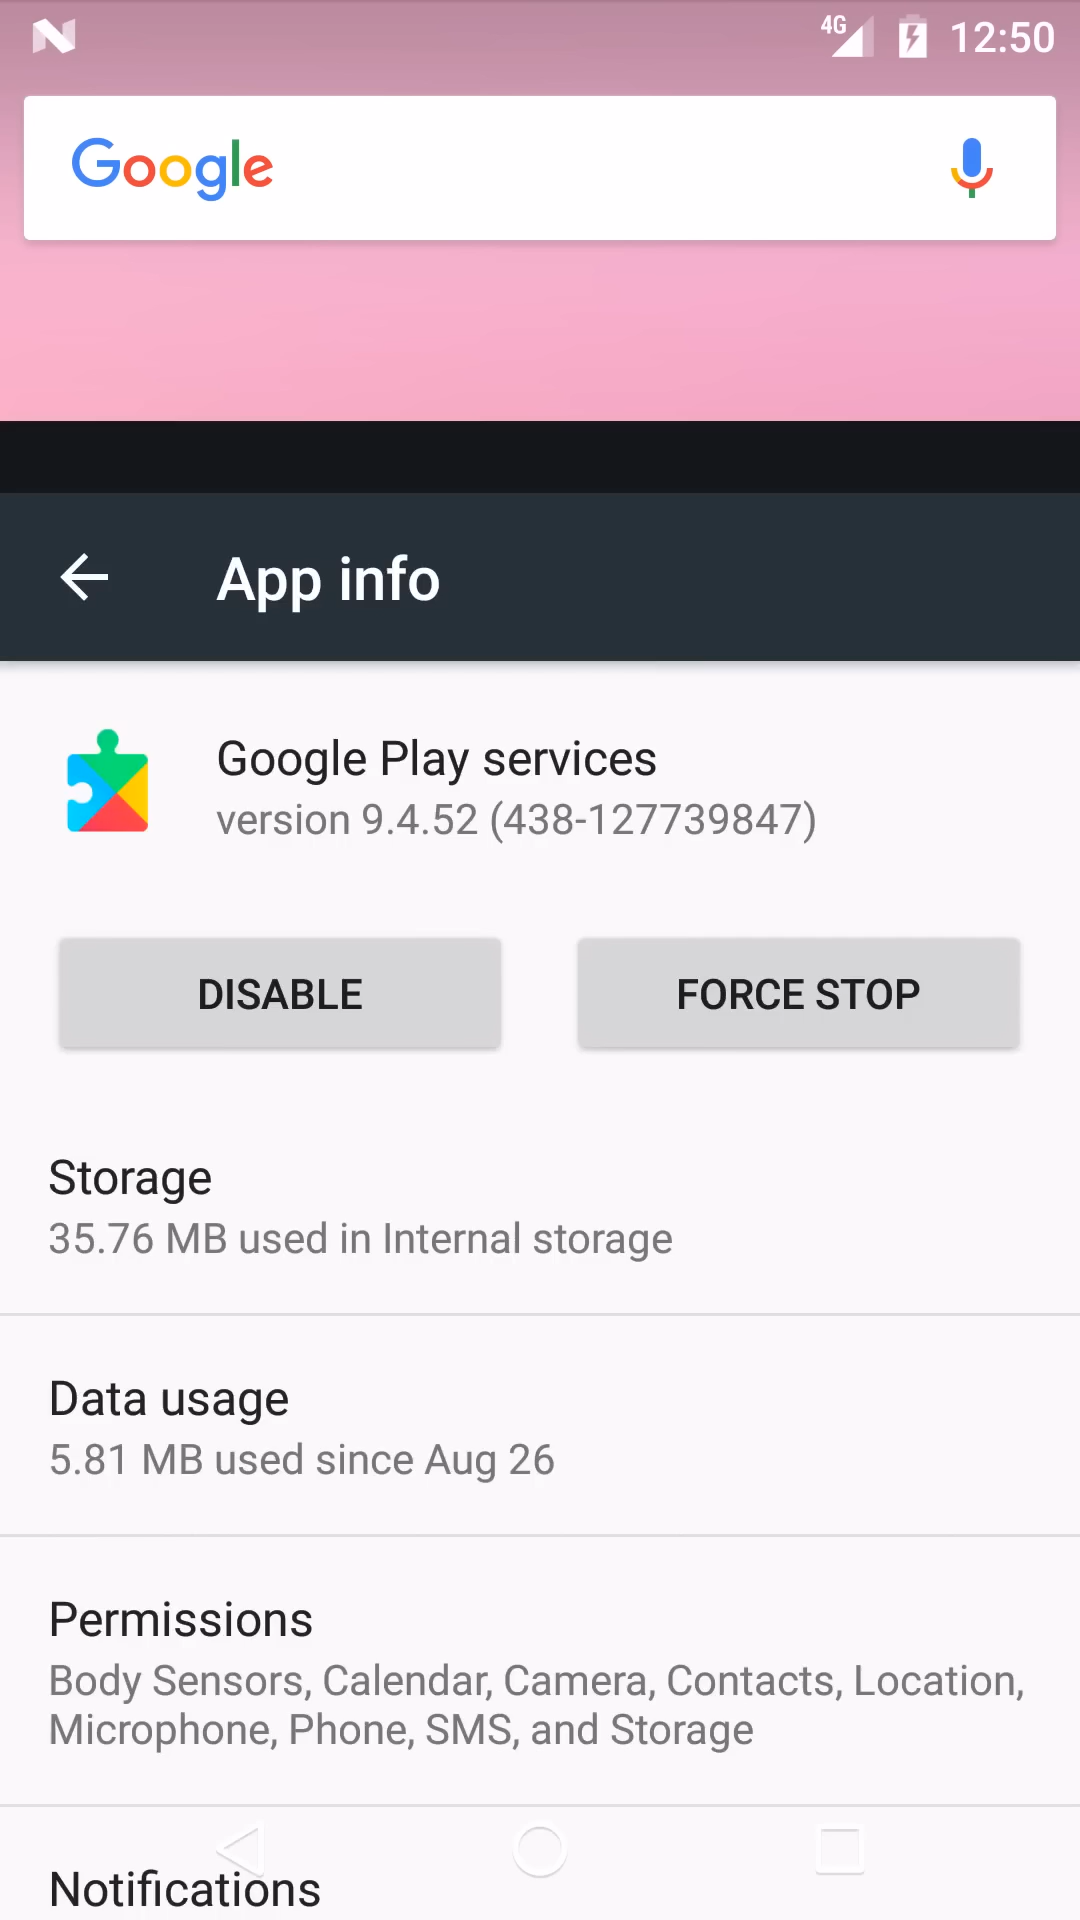 4G 12:50
Google
App info
Google Play services
version 9.4.52 (438-127739847)
DISABLE FORCE STOP
Storage
35.76 MB used in Internal storage
Data usage
5.81 MB used since Aug 26
Permissions
Body Sensors, Calendar, Camera, Contacts, Location,
Microphone, Phone, SMS, and Storage
Notifications